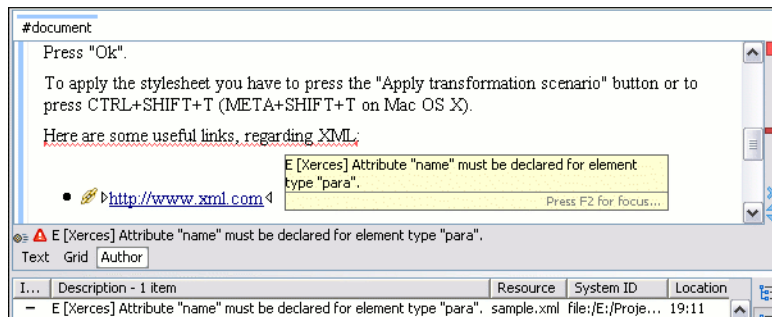 #document
Press "Ok".
To apply the stylesheet you have to press the "Apply transformation scenario" button or to
press CTRL+SHIFT+T (META+SHIFT+T on Mac OS X).
Here are some useful links, regarding XML:
E [Xerces] Attribute "name" must be declared for element
type "para".
Press F2 for focus...
http://www.xml.com
E [Xerces] Attribute "name" must be declared for element type "para".
Text Grid Author
I... Description - 1 item Resource System ID Location
E [Xerces] Attribute "name" must be declared for element type "para". sample.xml file:/E:/Proje... 19:11